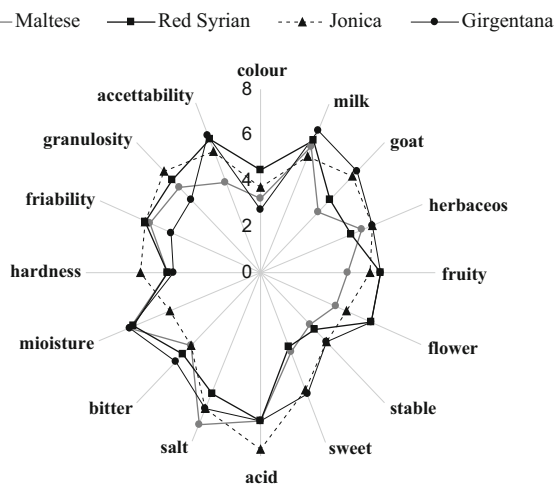 Maltese Red Syrian Jonica Girgentana
colour
8
accettability
milk
6
granulosity
goat
4
friability
herbaceos
2
hardness
0
fruity
mioisture
flower
bitter
stable
salt
sweet
acid